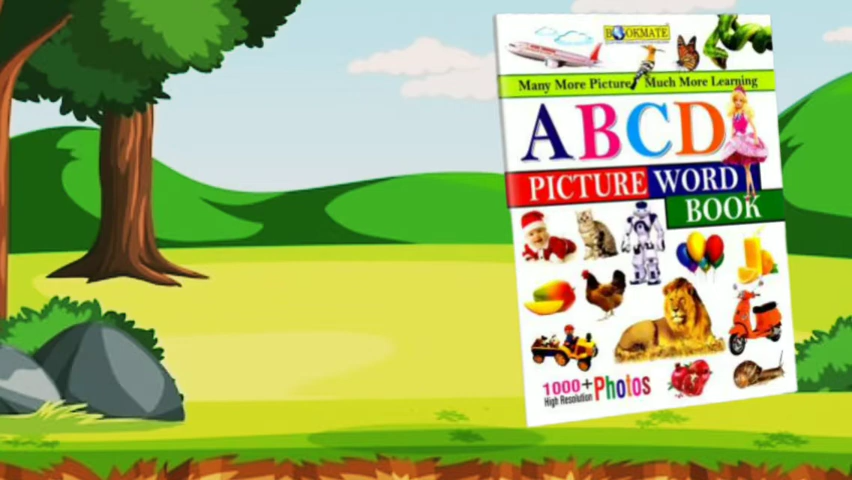 BOOKMATE
Many More Picture Much More Learning
ABCD
PICTURE WORD
BOOK
1000+ Photos
High Resolution